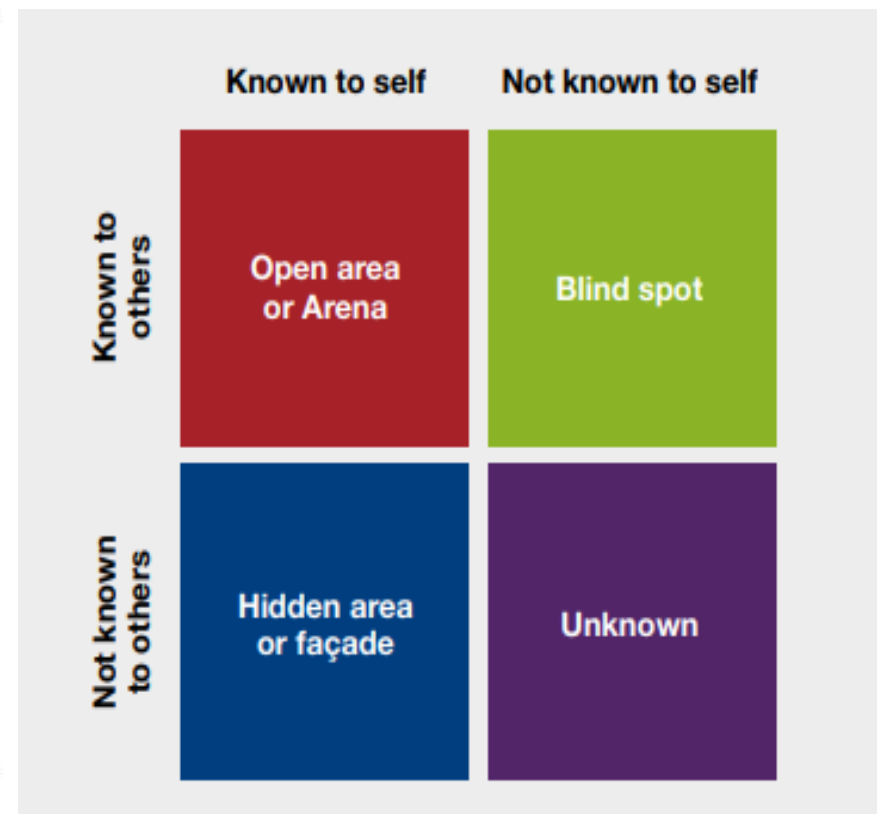 Known to self
Not known to self
Known to
others
Open area
or Arena
Blind spot
Not known
to others
Hidden area
or façade
Unknown